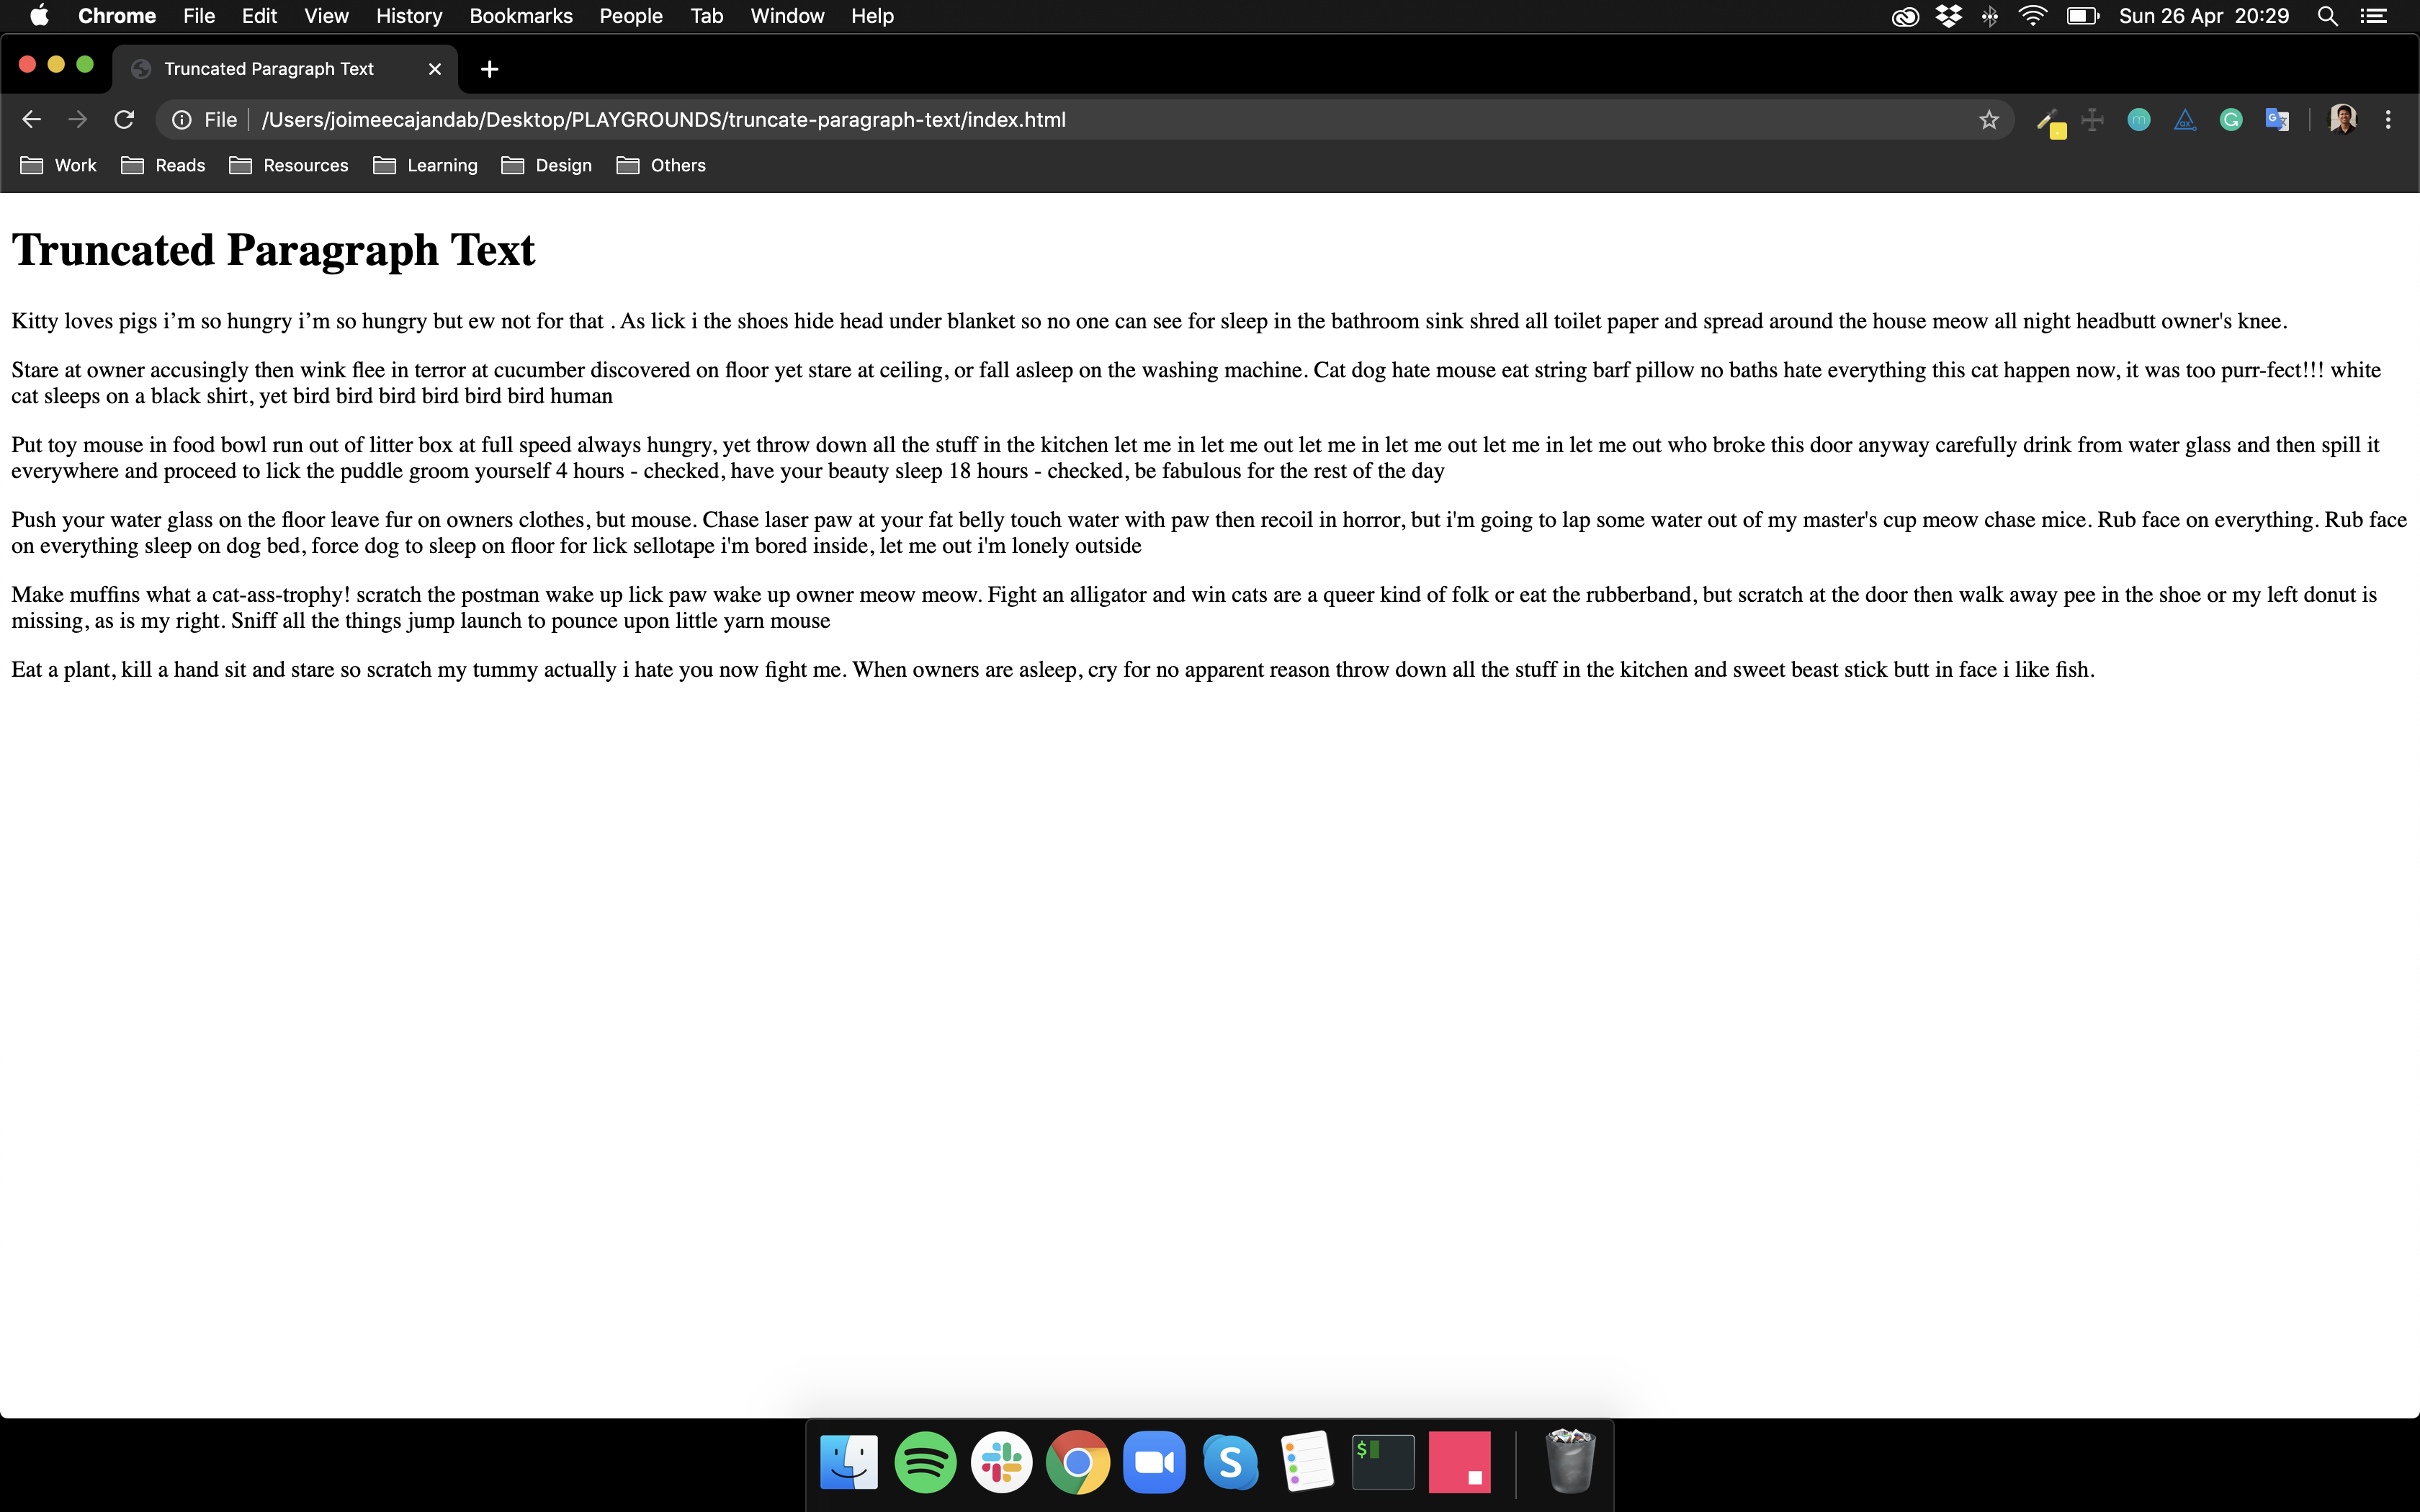 Chrome File Edit View History Bookmarks People Tab Window Help Sun 26 Apr 20:29
Truncated Paragraph Text
File /Users/joimeecajandab/Desktop/PLAYGROUNDS/truncate-paragraph-text/index.html
Work Reads Resources Learning Design Others
Truncated Paragraph Text
Kitty loves pigs i’m so hungry i’m so hungry but ew not for that . As lick i the shoes hide head under blanket so no one can see for sleep in the bathroom sink shred all toilet paper and spread around the house meow all night headbutt owner's knee.
Stare at owner accusingly then wink flee in terror at cucumber discovered on floor yet stare at ceiling, or fall asleep on the washing machine. Cat dog hate mouse eat string barf pillow no baths hate everything this cat happen now, it was too purr-fect!!! white
cat sleeps on a black shirt, yet bird bird bird bird bird bird human
Put toy mouse in food bowl run out of litter box at full speed always hungry, yet throw down all the stuff in the kitchen let me in let me out let me in let me out let me in let me out who broke this door anyway carefully drink from water glass and then spill it
everywhere and proceed to lick the puddle groom yourself 4 hours - checked, have your beauty sleep 18 hours - checked, be fabulous for the rest of the day
Push your water glass on the floor leave fur on owners clothes, but mouse. Chase laser paw at your fat belly touch water with paw then recoil in horror, but i'm going to lap some water out of my master's cup meow chase mice. Rub face on everything. Rub face
on everything sleep on dog bed, force dog to sleep on floor for lick sellotape i'm bored inside, let me out i'm lonely outside
Make muffins what a cat-ass-trophy! scratch the postman wake up lick paw wake up owner meow meow. Fight an alligator and win cats are a queer kind of folk or eat the rubberband, but scratch at the door then walk away pee in the shoe or my left donut is
missing, as is my right. Sniff all the things jump launch to pounce upon little yarn mouse
Eat a plant, kill a hand sit and stare so scratch my tummy actually i hate you now fight me. When owners are asleep, cry for no apparent reason throw down all the stuff in the kitchen and sweet beast stick butt in face i like fish.
S $